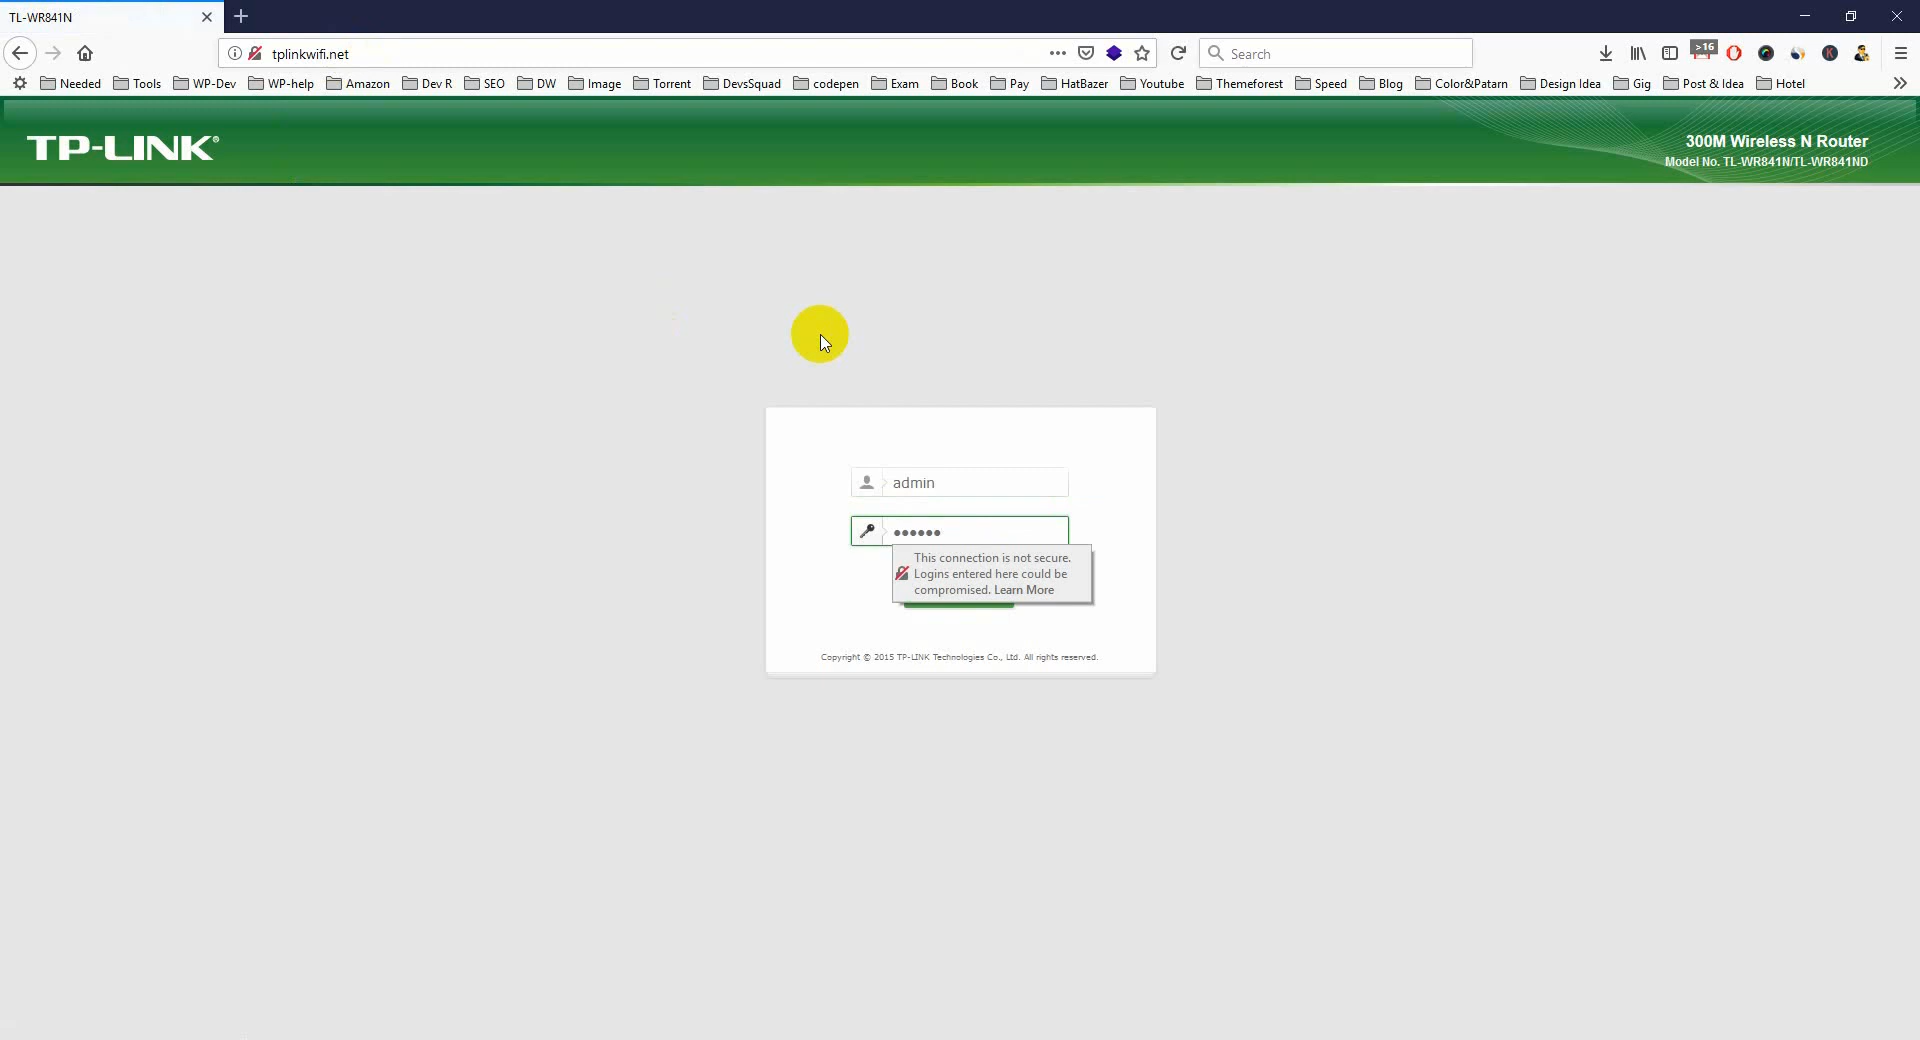 TL-WR841N
tplinkwifi.net
Search
>16
Needed Tools WP-Dev WP-help Amazon Dev R SEO DW Image Torrent DevsSquad codepen Exam Book Pay HatBazer Youtube Themeforest Speed Blog Color&Patarn Design Idea Gig Post & Idea Hotel
TP-LINK®
300M Wireless N Router
Model No. TL-WR841N/TL-WR841ND
admin
This connection is not secure.
Logins entered here could be
compromised. Learn More
Copyright © 2015 TP-LINK Technologies Co., Ltd. All rights reserved.